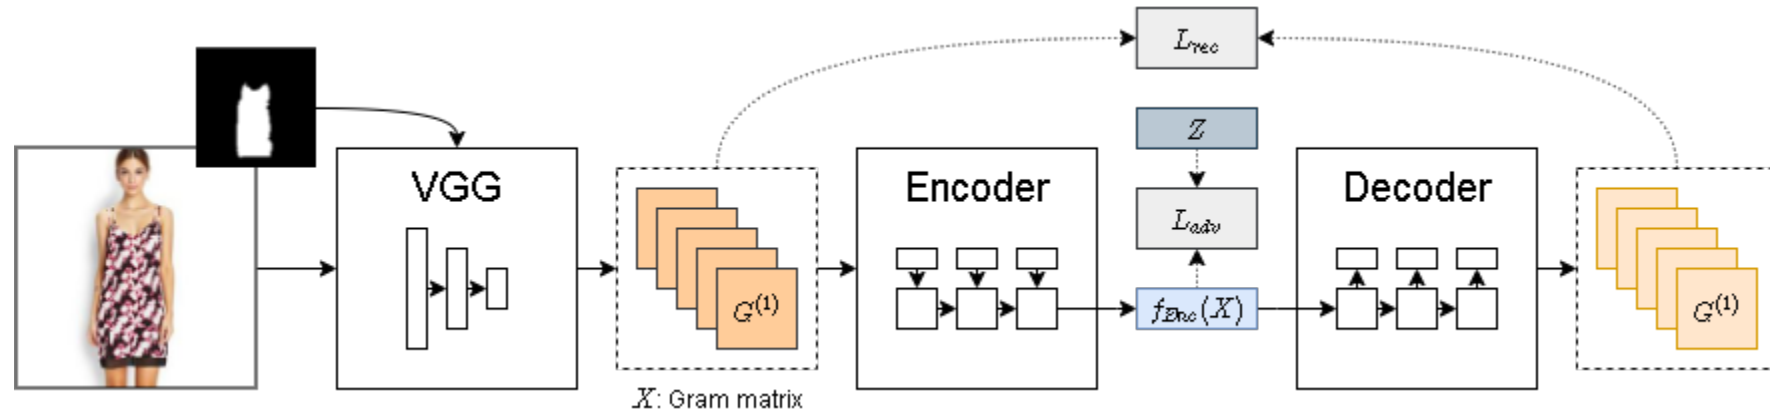 L_rec
Z
VGG
Encoder
Decoder
L_adv
G^(1)
f_Enc(X)
G^(1)
X: Gram matrix